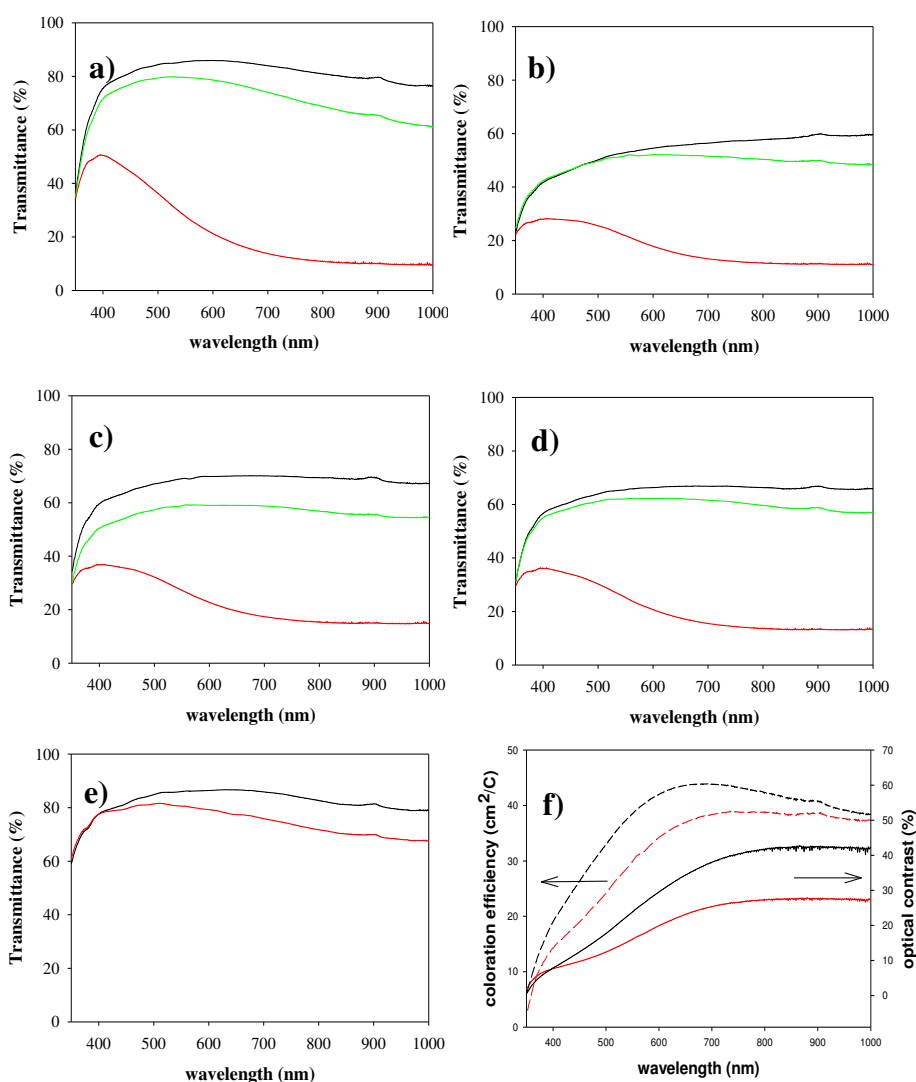 a)
100
80
60
40
20
0
Transmittance (%)
400 500 600 700 800 900 1000
wavelength (nm)
b)
100
80
60
40
20
0
Transmittance (%)
400 500 600 700 800 900 1000
wavelength (nm)
c)
100
80
60
40
20
0
Transmittance (%)
400 500 600 700 800 900 1000
wavelength (nm)
d)
100
80
60
40
20
0
Transmittance (%)
400 500 600 700 800 900 1000
wavelength (nm)
e)
100
80
60
40
20
0
Transmittance (%)
400 500 600 700 800 900 1000
wavelength (nm)
f)
50
40
30
20
10
0
coloration efficiency (cm²/C)
70
60
50
40
30
20
10
0
optical contrast (%)
400 500 600 700 800 900 1000
wavelength (nm)